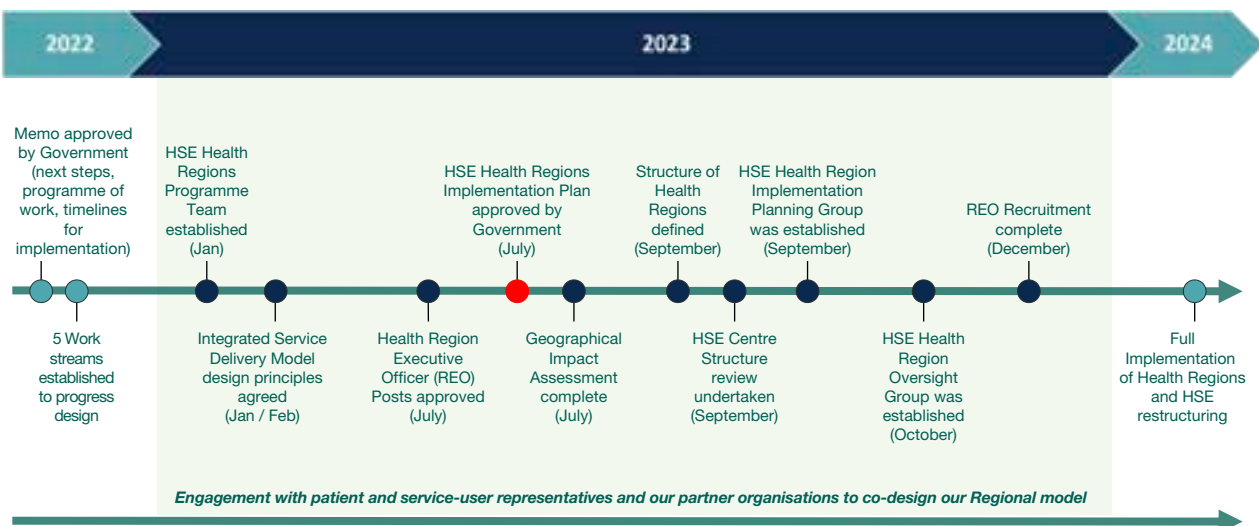 2022
2023
2024
Memo approved
by Government
(next steps,
programme of
work, timelines
for
implementation)
HSE Health
Regions
Programme
Team
established
(Jan)
HSE Health Regions
Implementation Plan
approved by
Government
(July)
Structure of
Health
Regions
defined
(September)
HSE Health Region
Implementation
Planning Group
was established
(September)
REO Recruitment
complete
(December)
5 Work
streams
established
to progress
design
Integrated Service
Delivery Model
design principles
agreed
(Jan / Feb)
Health Region
Executive
Officer (REO)
Posts approved
(July)
Geographical
Impact
Assessment
complete
(July)
HSE Centre
Structure
review
undertaken
(September)
HSE Health
Region
Oversight
Group was
established
(October)
Full
Implementation
of Health Regions
and HSE
restructuring
Engagement with patient and service-user representatives and our partner organisations to co-design our Regional model